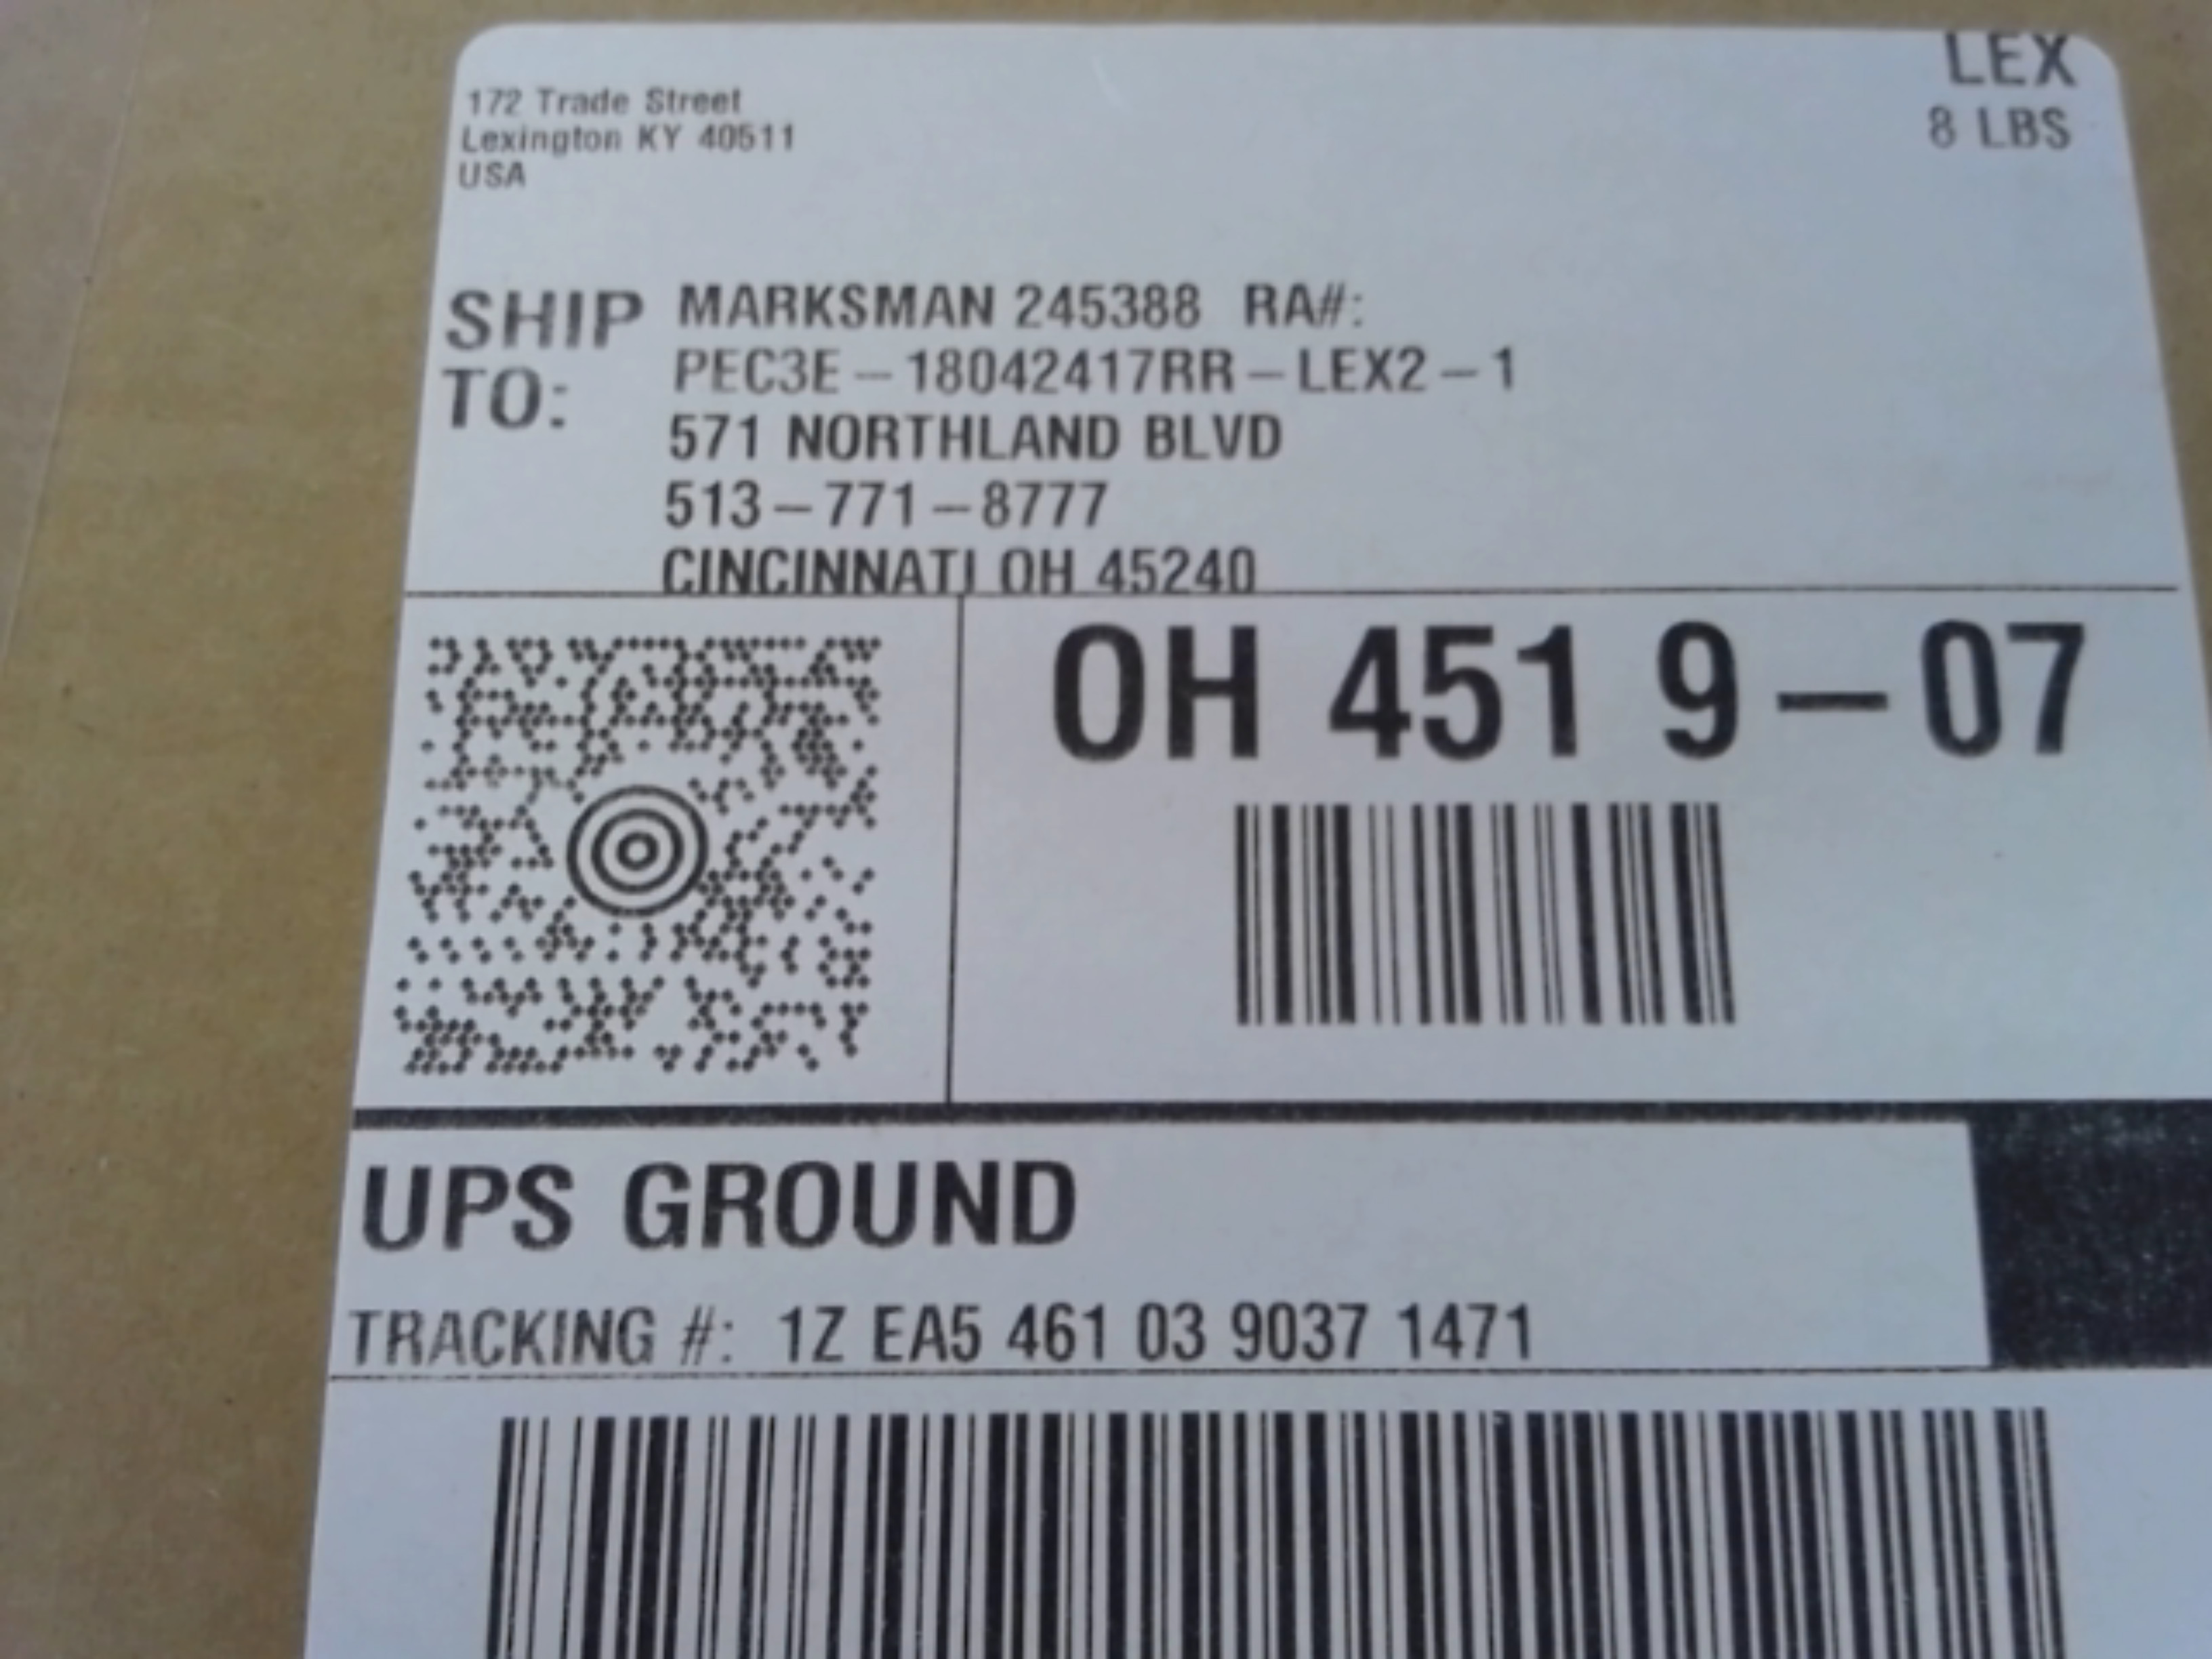 LEX
172 Trade Street
8 LBS
Lexington KY 40511
USA
SHIP TO:
MARKSMAN 245388 RA#:
PEC3E-18042417RR-LEX2-1
571 NORTHLAND BLVD
513-771-8777
CINCINNATI OH 45240
OH 451 9-07
UPS GROUND
TRACKING #: 1Z EA5 461 03 9037 1471